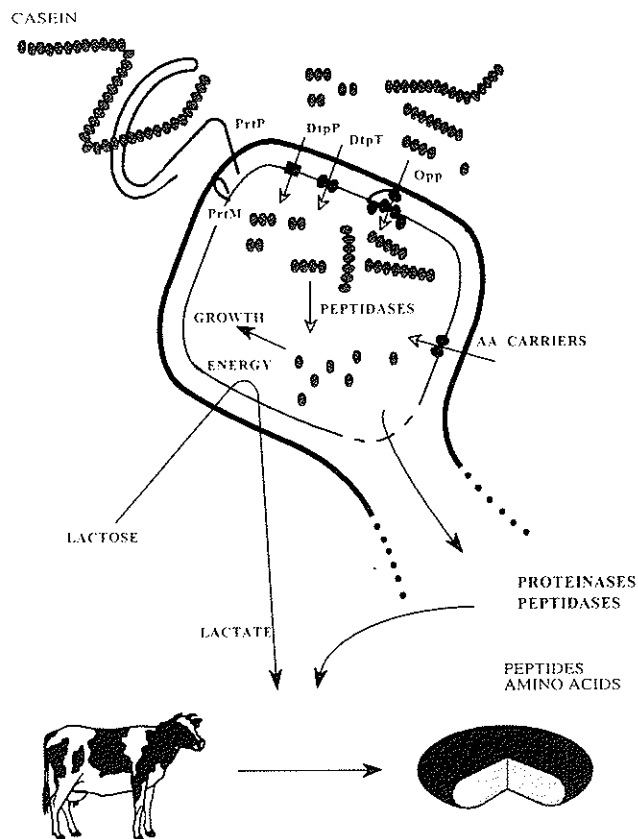 CASEIN
PrtP
DtpP
DtpT
Opp
PrtM
PEPTIDASES
GROWTH
AA CARRIERS
ENERGY
LACTOSE
PROTEINASES
PEPTIDASES
LACTATE
PEPTIDES
AMINO ACIDS